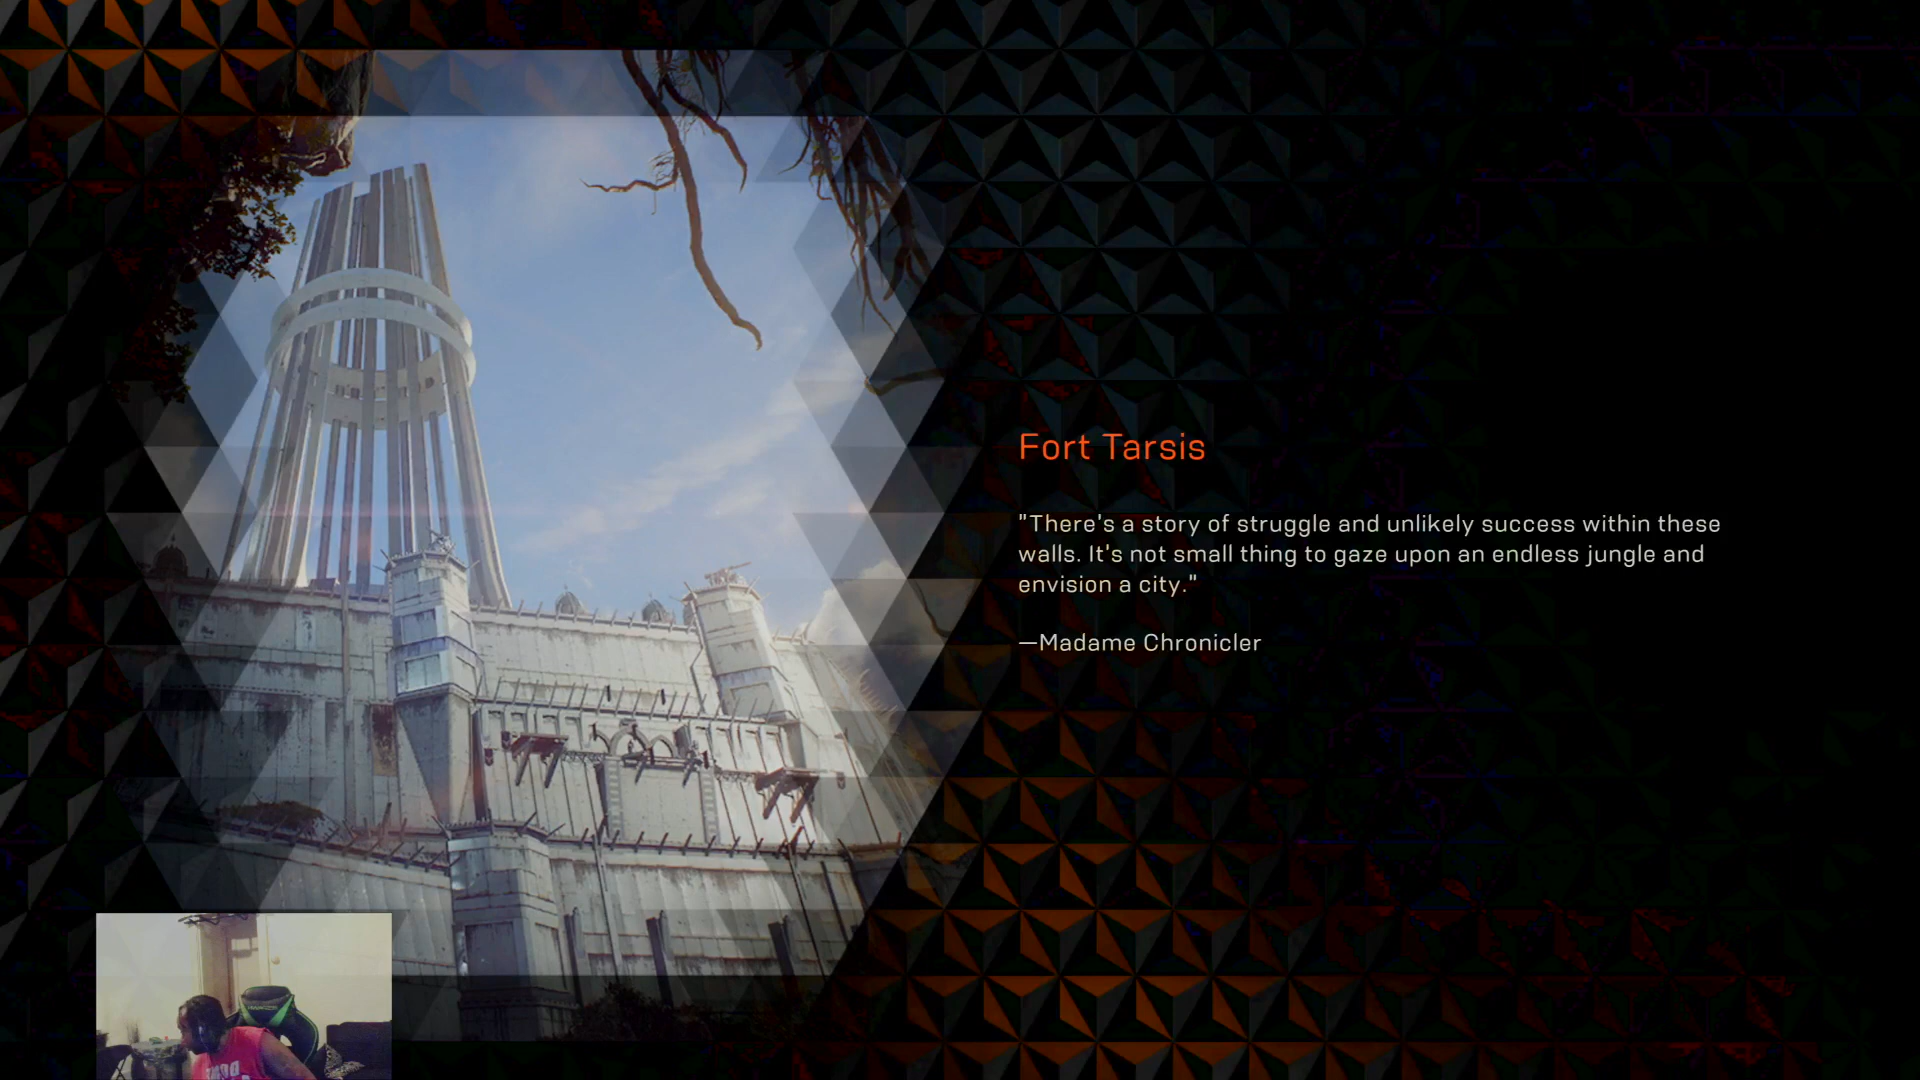 Fort Tarsis
"There's a story of struggle and unlikely success within these
walls. It's not small thing to gaze upon an endless jungle and
envision a city."
—Madame Chronicler